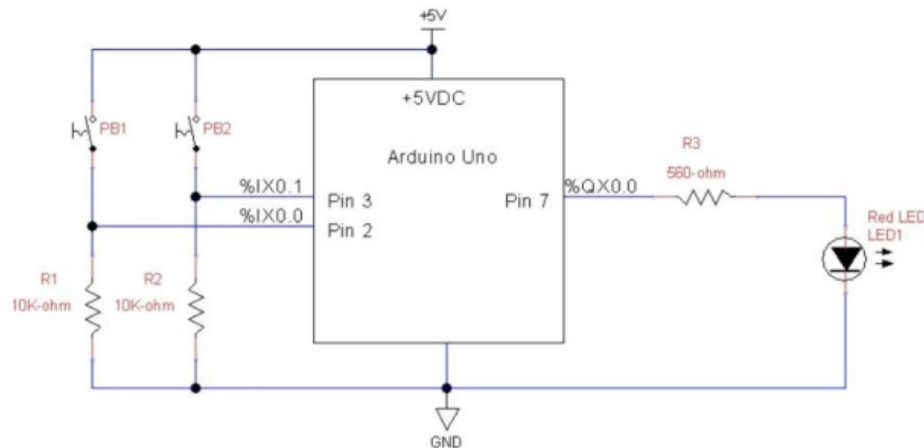 +5V
+5VDC
PB1
PB2
Arduino Uno
R3
560-ohm
%IX0.1
%QX0.0
Pin 3
Pin 7
%IX0.0
Pin 2
Red LED
LED1
R1
R2
10K-ohm
10K-ohm
GND